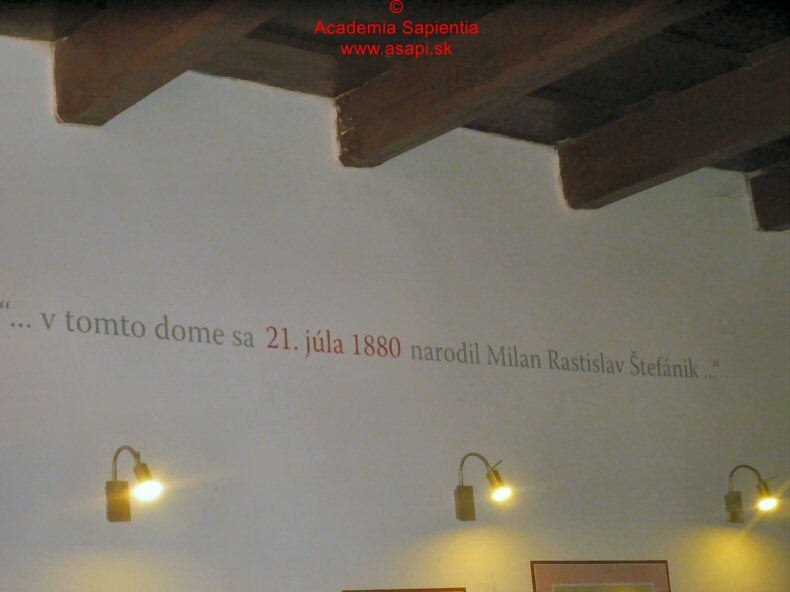 ©
Academia Sapientia
www.asapi.sk
“... v tomto dome sa 21. júla 1880 narodil Milan Rastislav Štefánik ...“